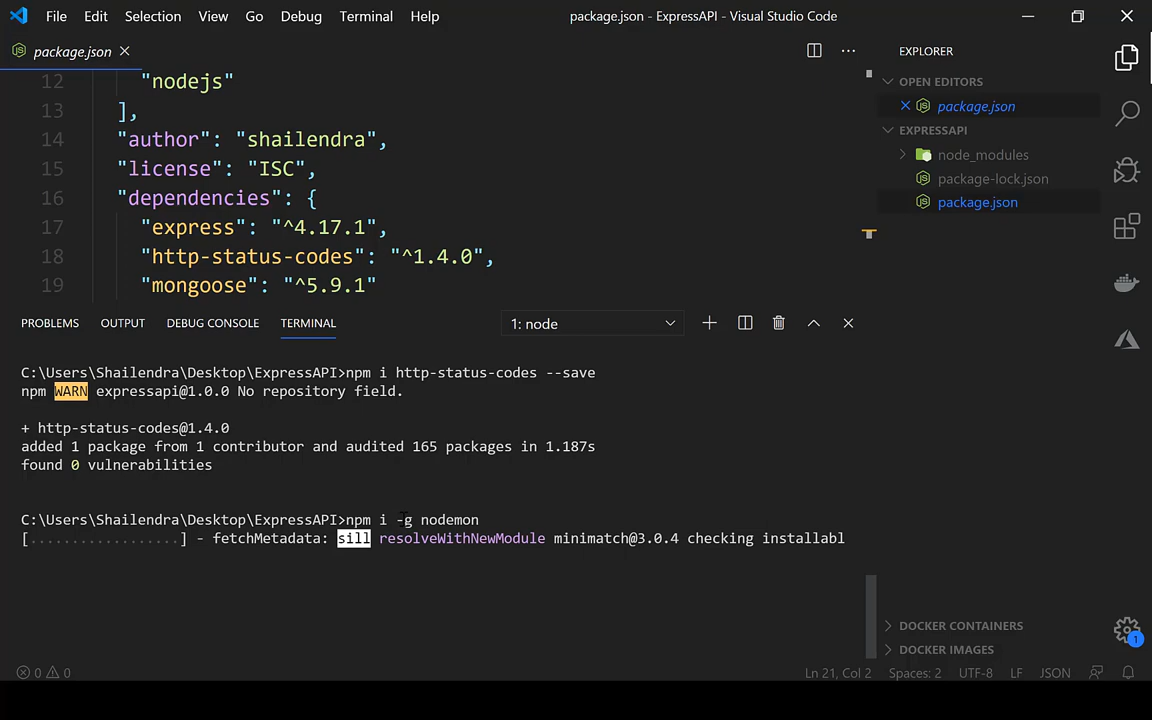 File Edit Selection View Go Debug Terminal Help package.json - ExpressAPI - Visual Studio Code
package.json
12 "nodejs"
13 ],
14 "author": "shailendra",
15 "license": "ISC",
16 "dependencies": {
17 "express": "^4.17.1",
18 "http-status-codes": "^1.4.0",
19 "mongoose": "^5.9.1"
PROBLEMS OUTPUT DEBUG CONSOLE TERMINAL 1: node
C:\Users\Shailendra\Desktop\ExpressAPI>npm i http-status-codes --save
npm WARN expressapi@1.0.0 No repository field.
+ http-status-codes@1.4.0
added 1 package from 1 contributor and audited 165 packages in 1.187s
found 0 vulnerabilities
C:\Users\Shailendra\Desktop\ExpressAPI>npm i -g nodemon
[..................] - fetchMetadata: sill resolveWithNewModule minimatch@3.0.4 checking installabl
EXPLORER
OPEN EDITORS
package.json
EXPRESSAPI
node_modules
package-lock.json
package.json
DOCKER CONTAINERS
DOCKER IMAGES
1
0 0 Ln 21, Col 2 Spaces: 2 UTF-8 LF JSON